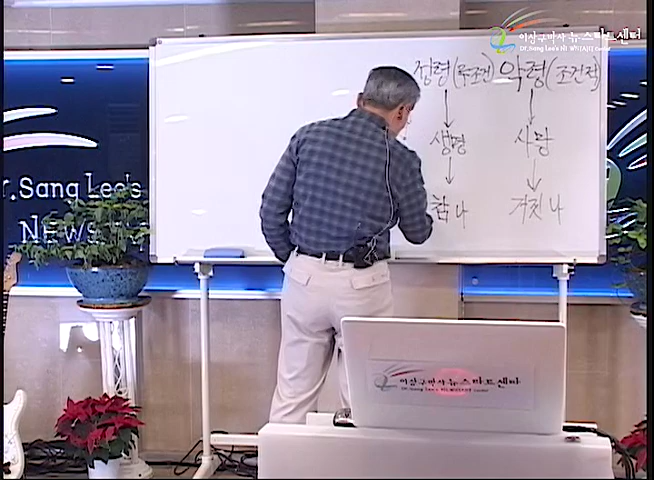 이상구박사 뉴스타트센터
Dr. Sang Lee's NEWSTART Center
성령(무조건) 악령(조건적)
생명 사망
참나 거짓나
r.Sang Lee's
NEWS
이상구박사 뉴스타트센터